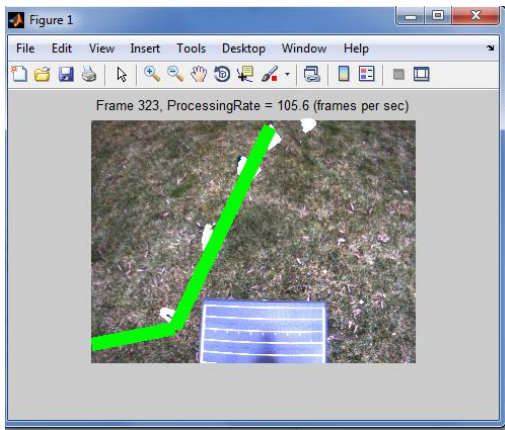 Figure 1
File Edit View Insert Tools Desktop Window Help
Frame 323, ProcessingRate = 105.6 (frames per sec)